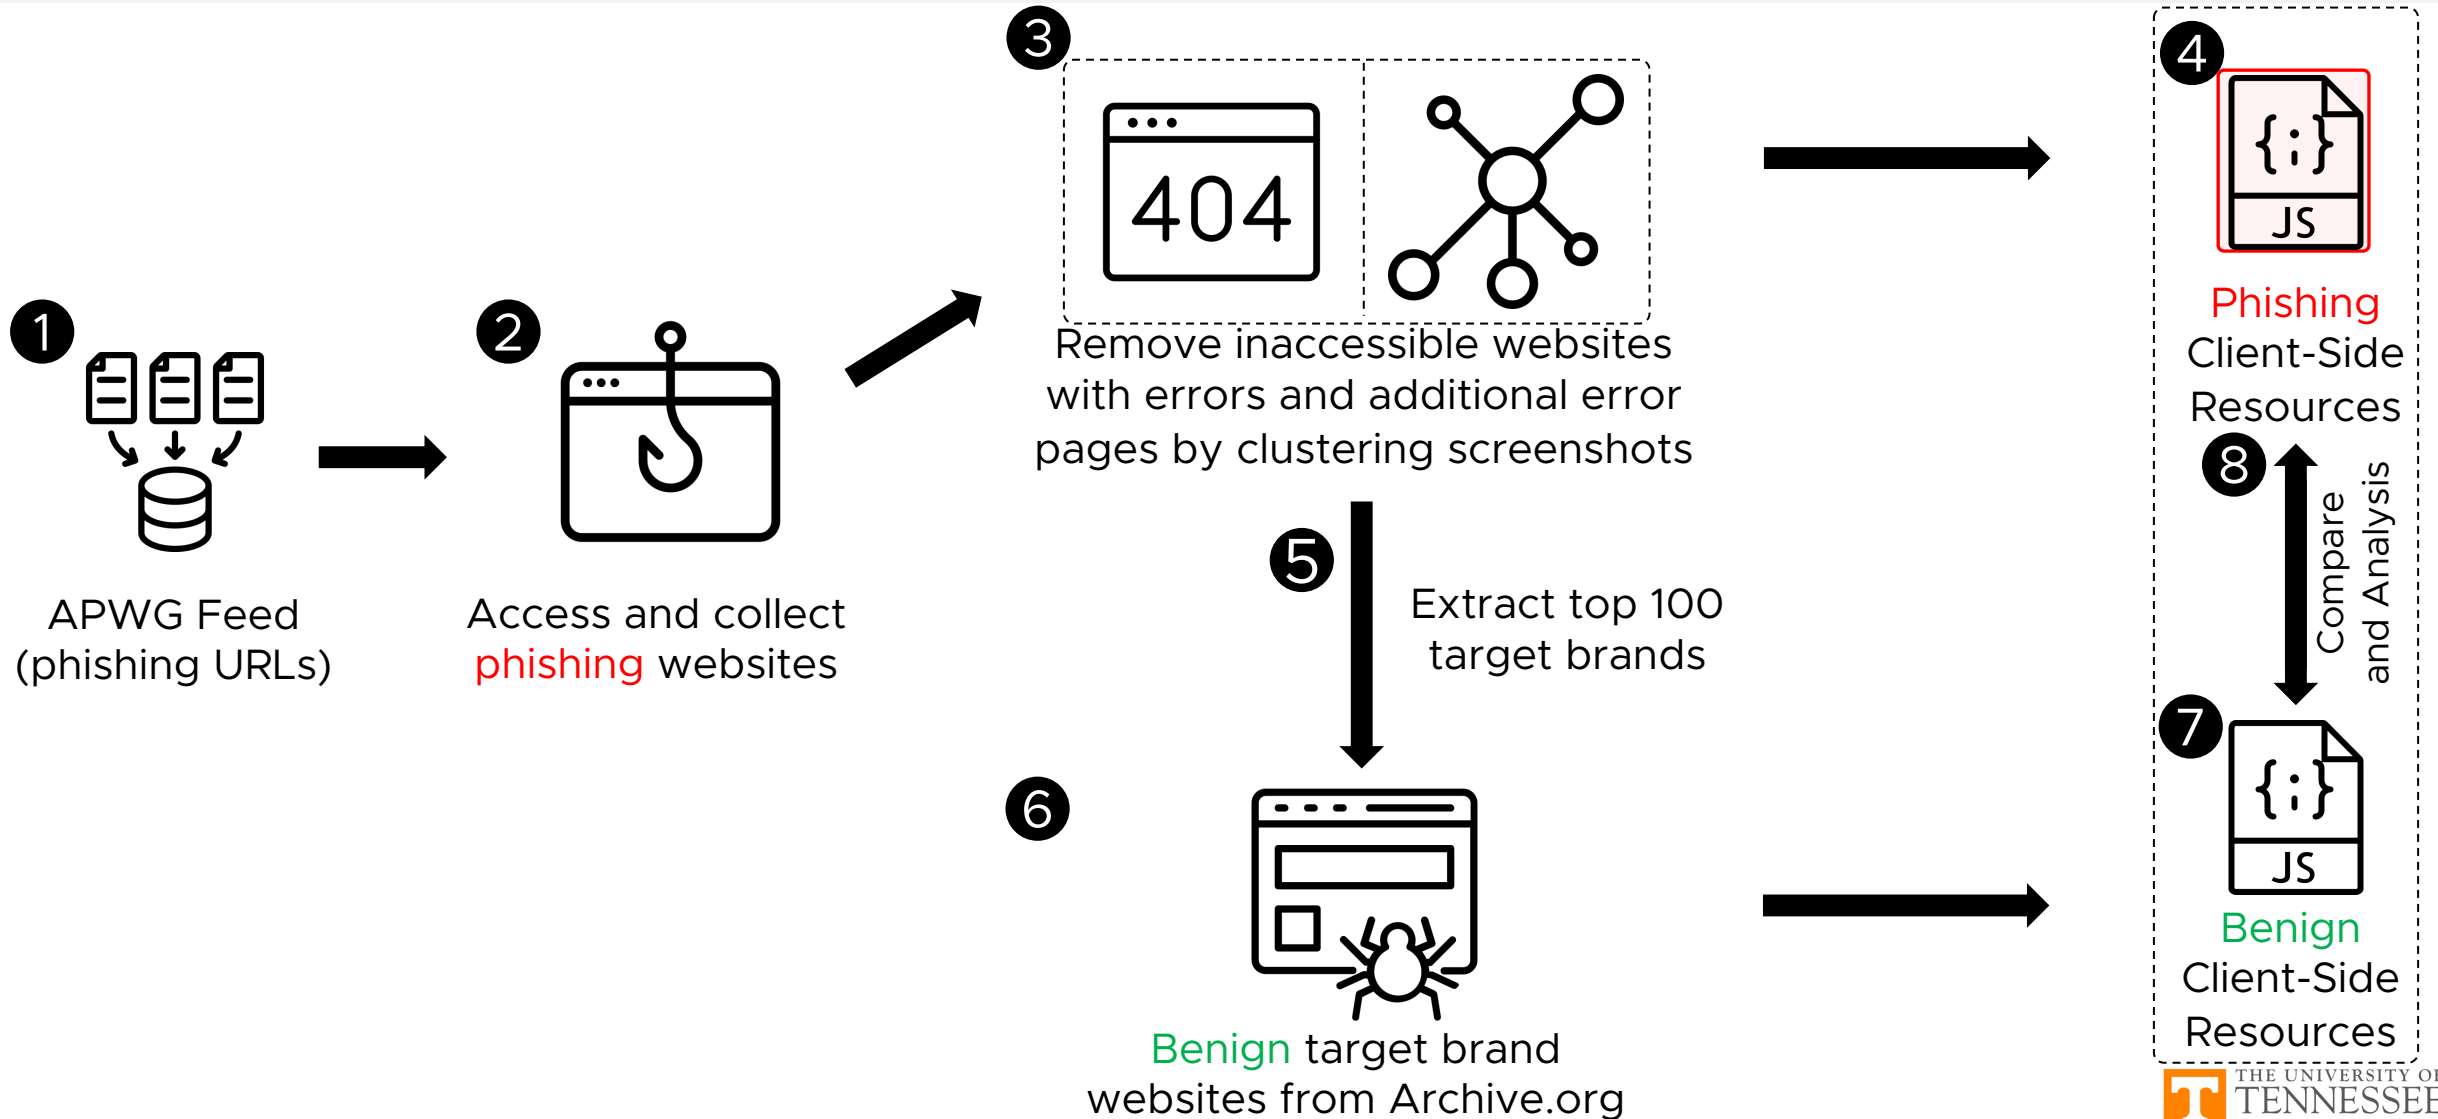 1
APWG Feed
(phishing URLs)
2
Access and collect
phishing websites
3
404
Remove inaccessible websites
with errors and additional error
pages by clustering screenshots
4
{;}
JS
Phishing
Client-Side
Resources
5
Extract top 100
target brands
6
Benign target brand
websites from Archive.org
8
Compare
and Analysis
7
{;}
JS
Benign
Client-Side
Resources
T
THE UNIVERSITY OF
TENNESSEE